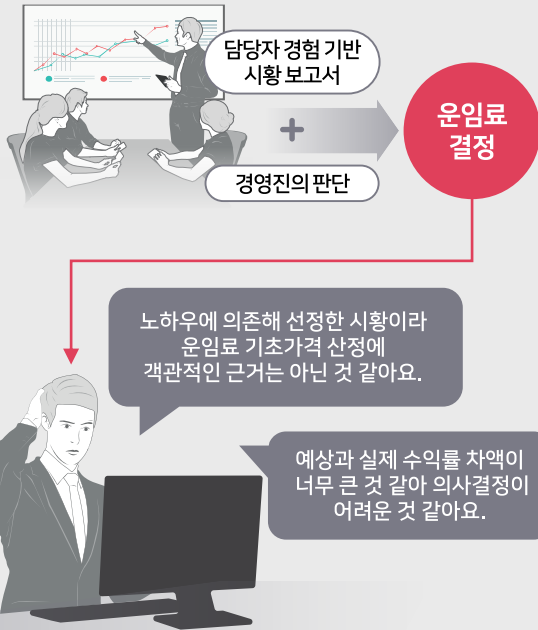 담당자 경험 기반
시황 보고서
+
경영진의 판단
운임료
결정
노하우에 의존해 선정한 시황이라
운임료 기초가격 산정에
객관적인 근거는 아닌 것 같아요.
예상과 실제 수익률 차액이
너무 큰 것 같아 의사결정이
어려운 것 같아요.